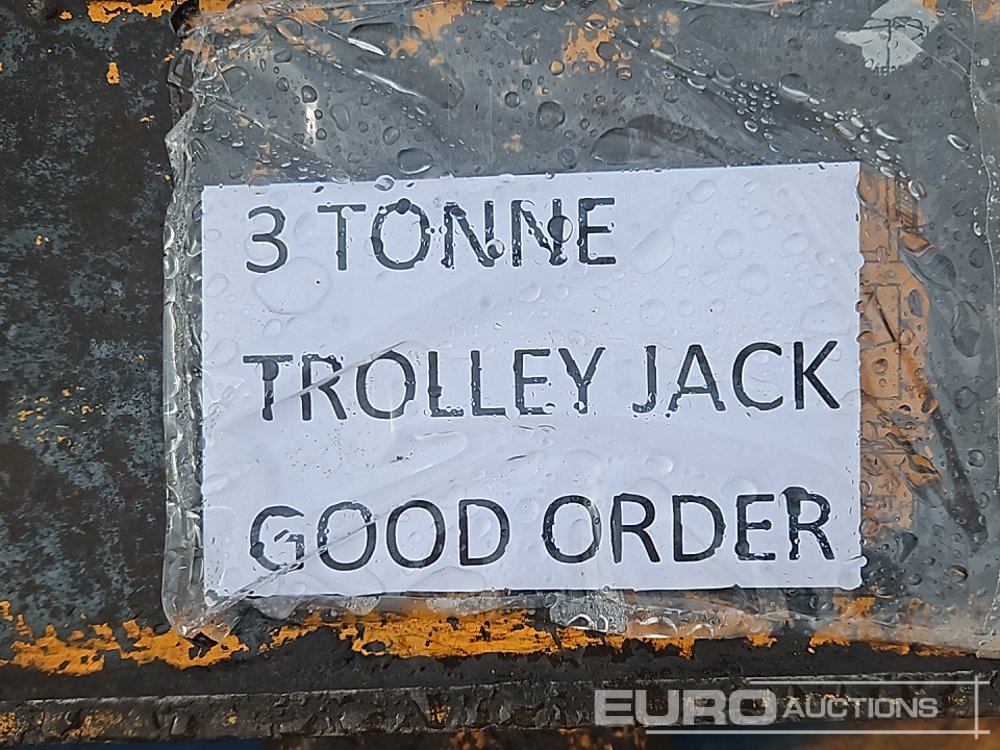 3 TONNE
TROLLEY JACK
GOOD ORDER
EURO AUCTIONS